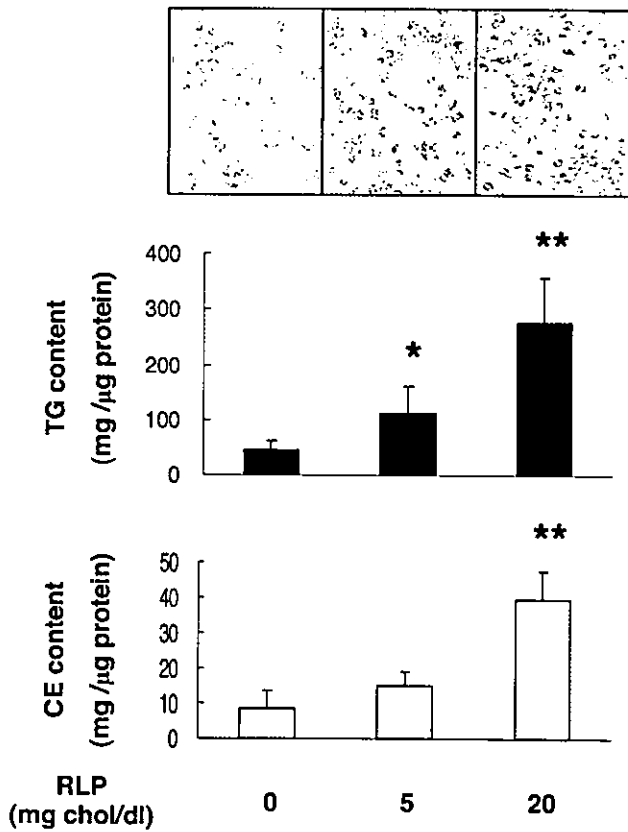 **
400
300
200
100
0
*
TG content
(mg /µg protein)
**
50
40
30
20
10
0
CE content
(mg /µg protein)
RLP
(mg chol/dl)
0 5 20